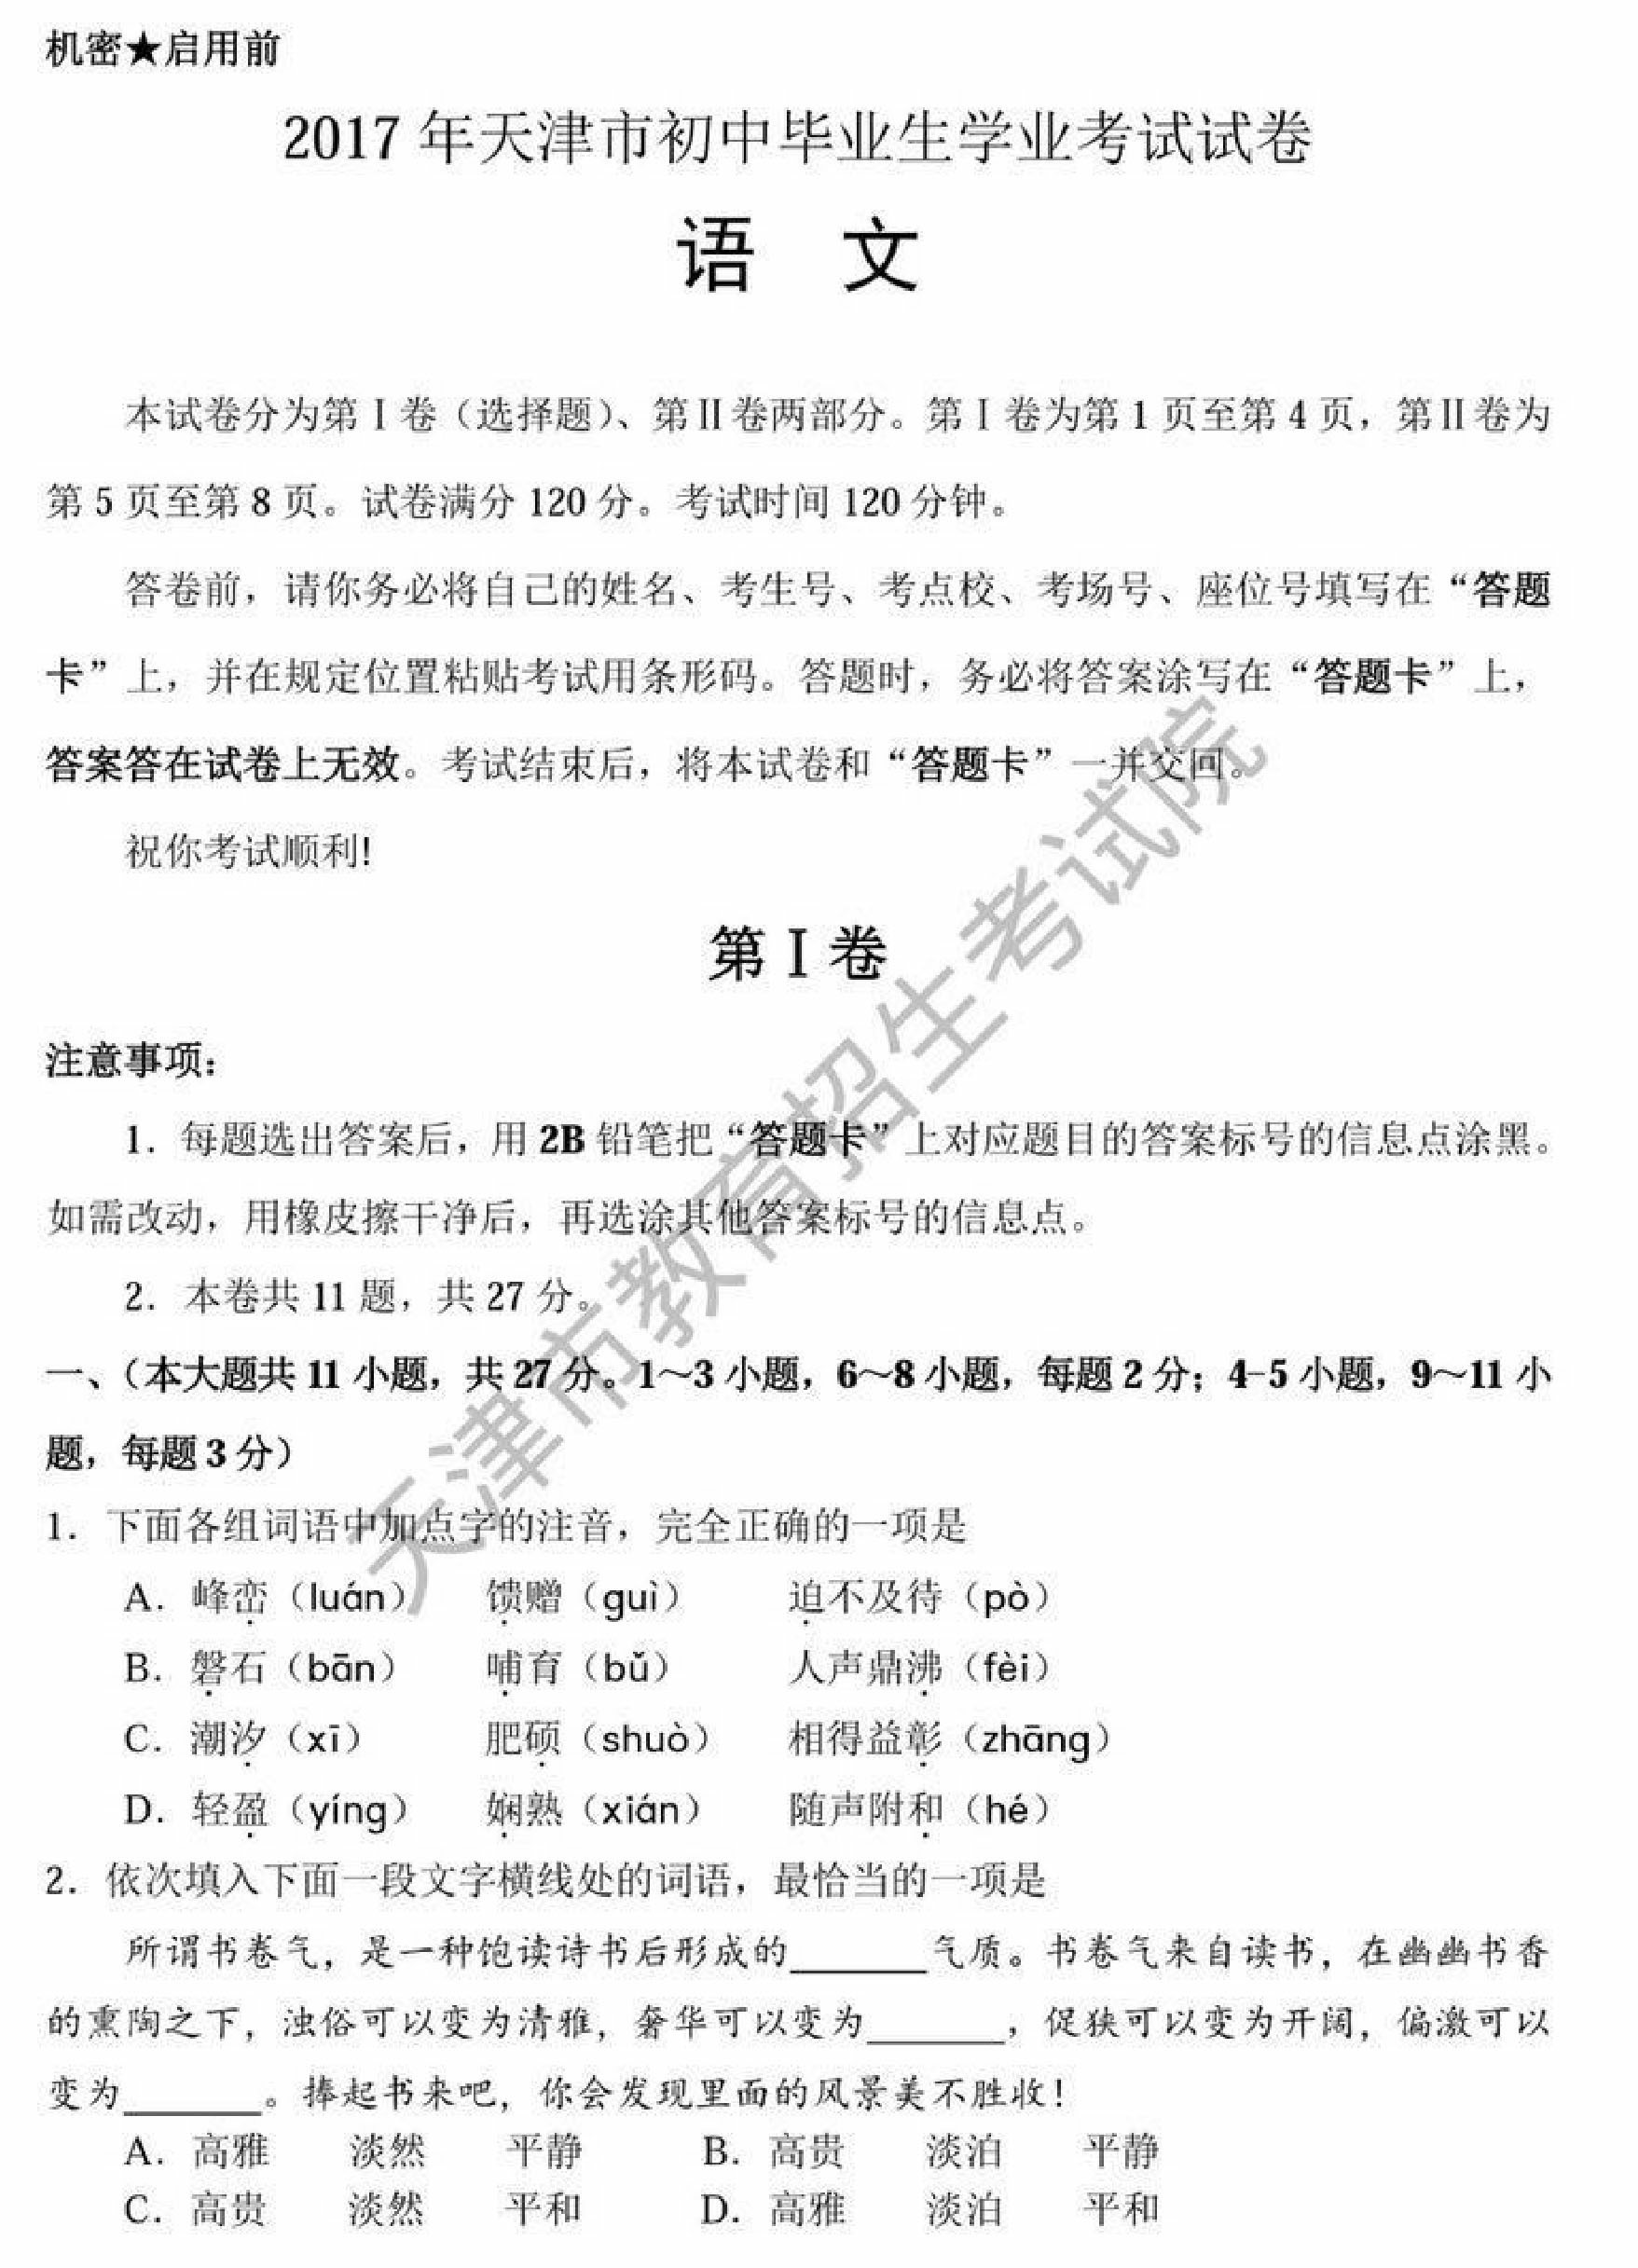 机密★启用前
2017 年天津市初中毕业生学业考试试卷
语 文
本试卷分为第Ⅰ卷（选择题）、第Ⅱ卷两部分。第Ⅰ卷为第 1 页至第 4 页，第Ⅱ卷为
第 5 页至第 8 页。试卷满分 120 分。考试时间 120 分钟。
答卷前，请你务必将自己的姓名、考生号、考点校、考场号、座位号填写在“答题
卡”上，并在规定位置粘贴考试用条形码。答题时，务必将答案涂写在“答题卡”上，
答案答在试卷上无效。考试结束后，将本试卷和“答题卡”一并交回。
祝你考试顺利!
第Ⅰ卷
注意事项：
1．每题选出答案后，用 2B 铅笔把“答题卡”上对应题目的答案标号的信息点涂黑。
如需改动，用橡皮擦干净后，再选涂其他答案标号的信息点。
2．本卷共 11 题，共 27 分。
一、（本大题共 11 小题，共 27 分。1～3 小题，6～8 小题，每题 2 分；4-5 小题，9～11 小
题，每题 3 分）
1．下面各组词语中加点字的注音，完全正确的一项是
A．峰峦（luán） 馈赠（guì） 迫不及待（pò）
B．磐石（bān） 哺育（bǔ） 人声鼎沸（fèi）
C．潮汐（xī） 肥硕（shuò） 相得益彰（zhāng）
D．轻盈（yíng） 娴熟（xián） 随声附和（hé）
2．依次填入下面一段文字横线处的词语，最恰当的一项是
所谓书卷气，是一种饱读诗书后形成的______气质。书卷气来自读书，在幽幽书香
的熏陶之下，浊俗可以变为清雅，奢华可以变为______，促狭可以变为开阔，偏激可以
变为______。捧起书来吧，你会发现里面的风景美不胜收！
A．高雅 淡然 平静 B．高贵 淡泊 平静
C．高贵 淡然 平和 D．高雅 淡泊 平和
天津市教育招生考试院